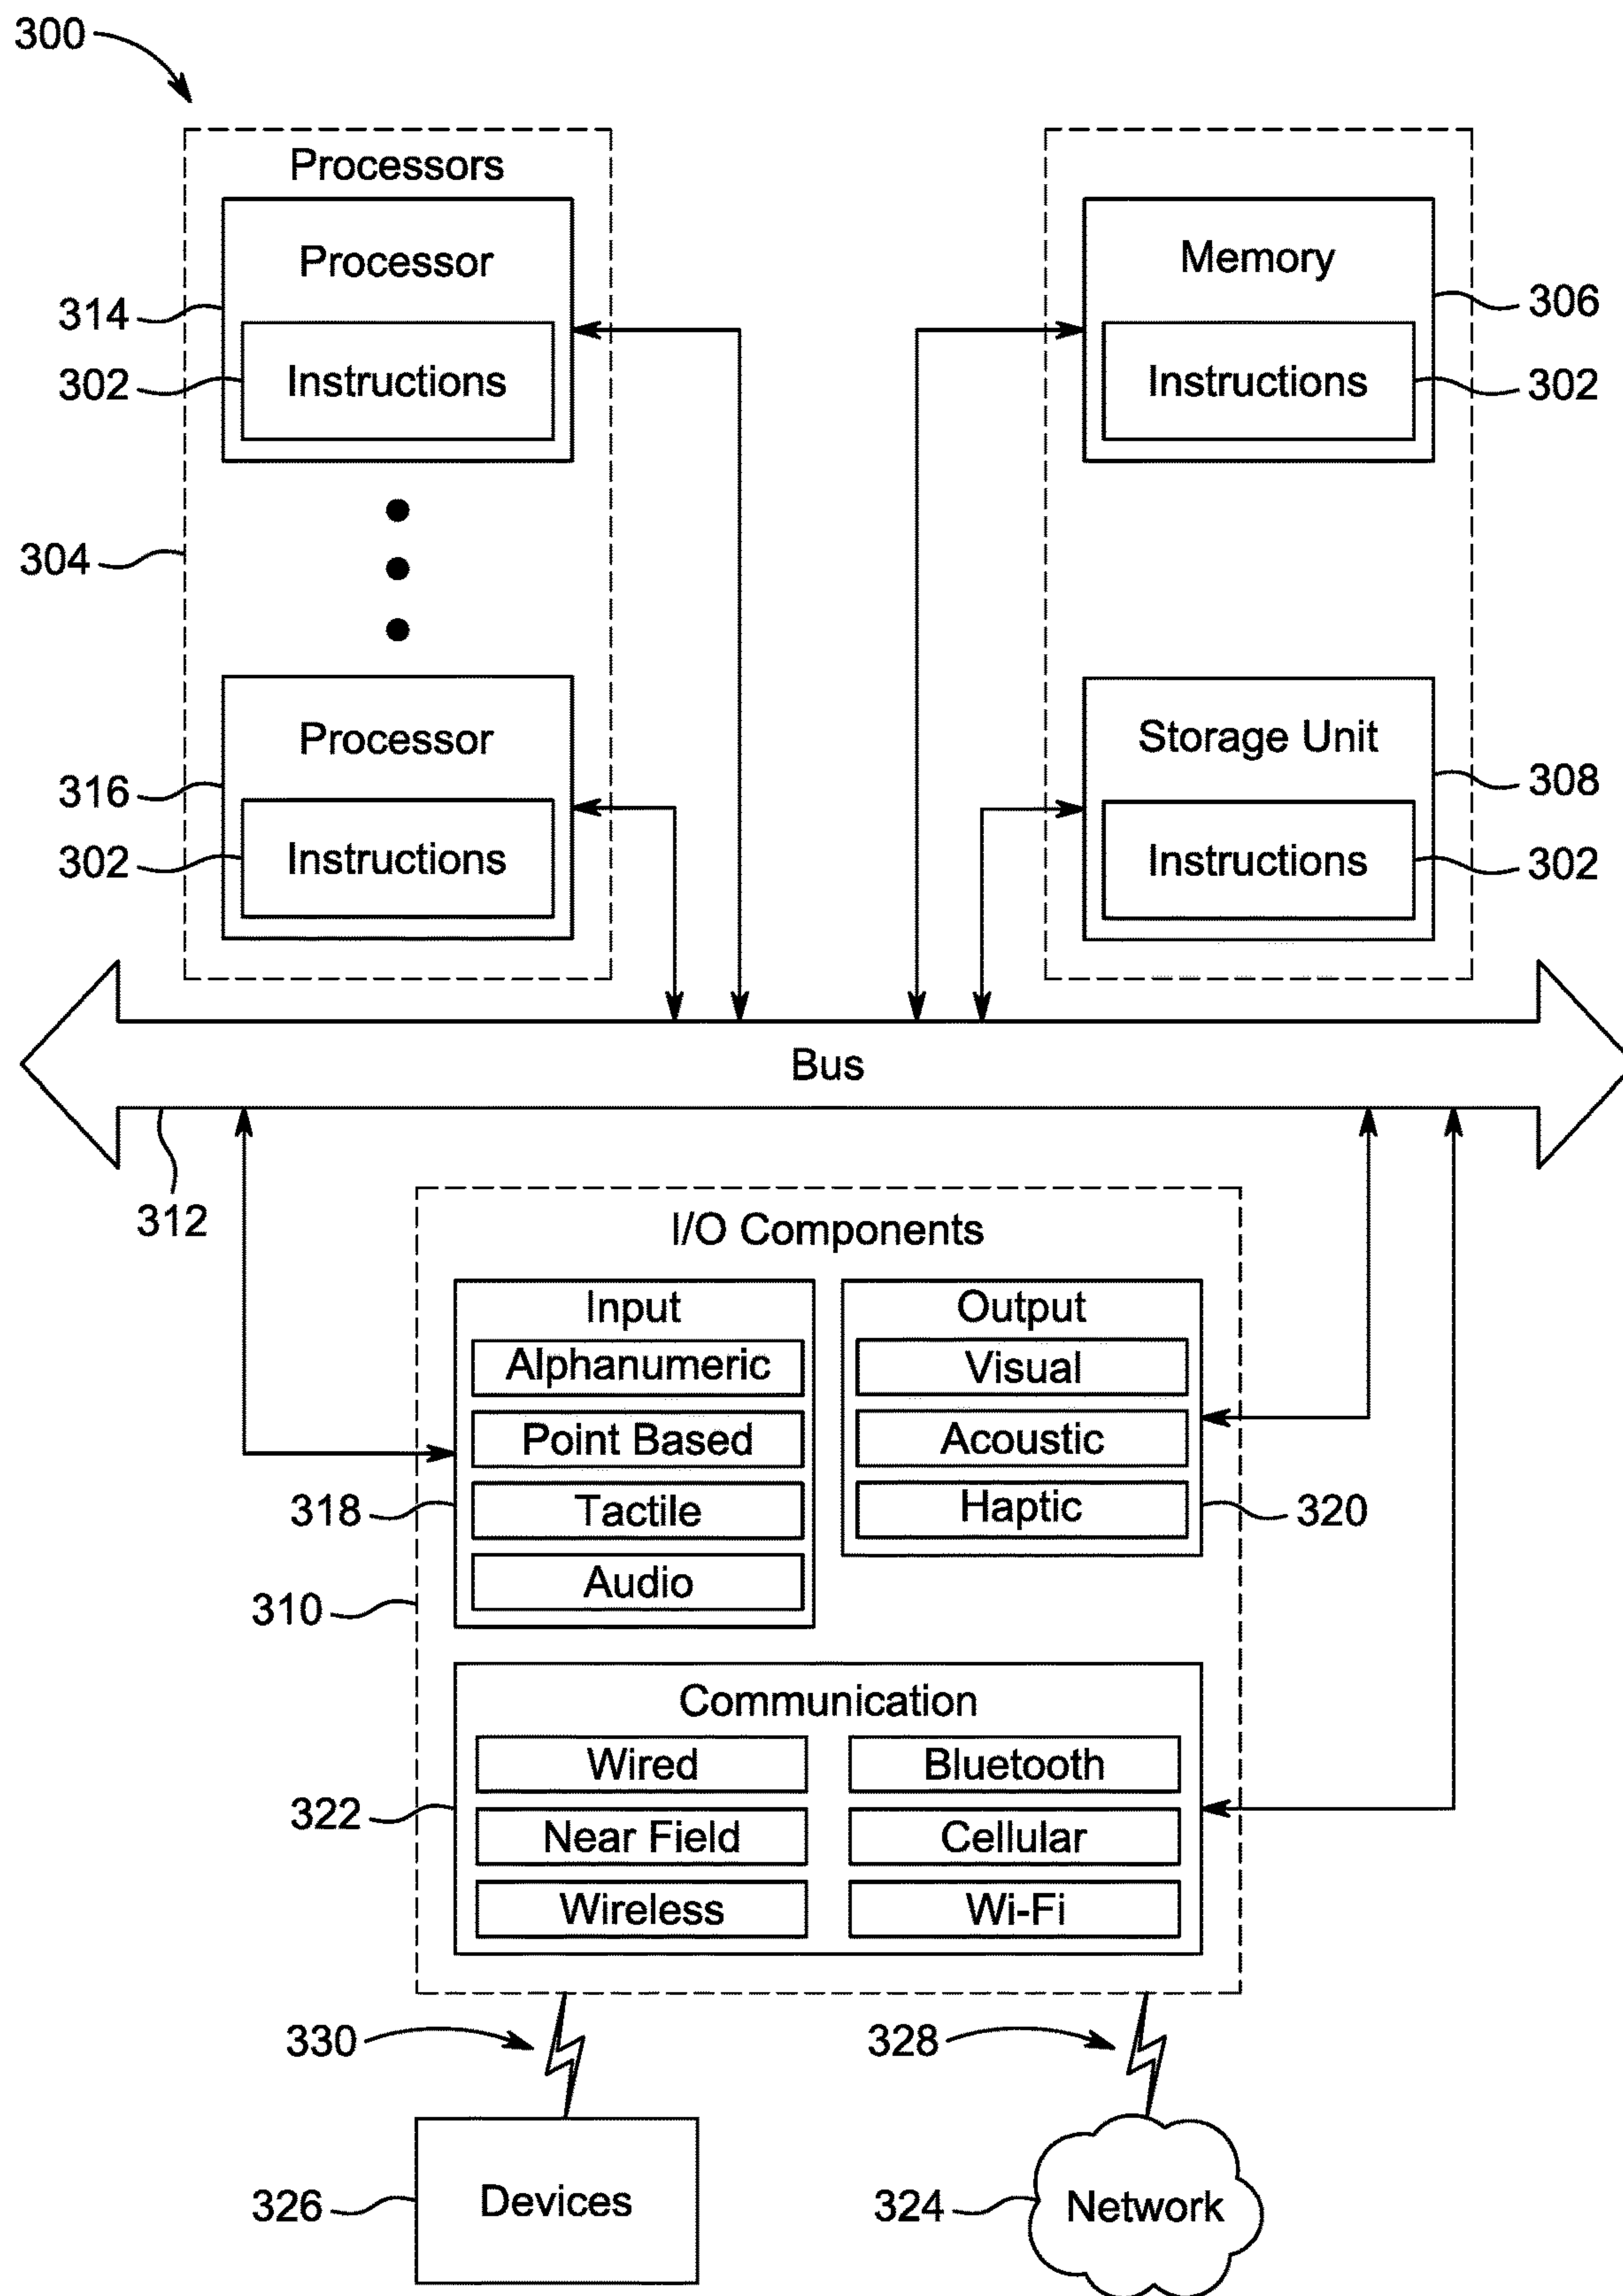 300
Processors
Processor
314
302
Instructions
304
Processor
316
302
Instructions
Memory
306
Instructions
302
Storage Unit
308
Instructions
302
Bus
312
I/O Components
Input
Alphanumeric
Point Based
318
Tactile
Audio
310
Output
Visual
Acoustic
Haptic
320
Communication
Wired
Bluetooth
322
Near Field
Cellular
Wireless
Wi-Fi
330
328
326
Devices
324
Network